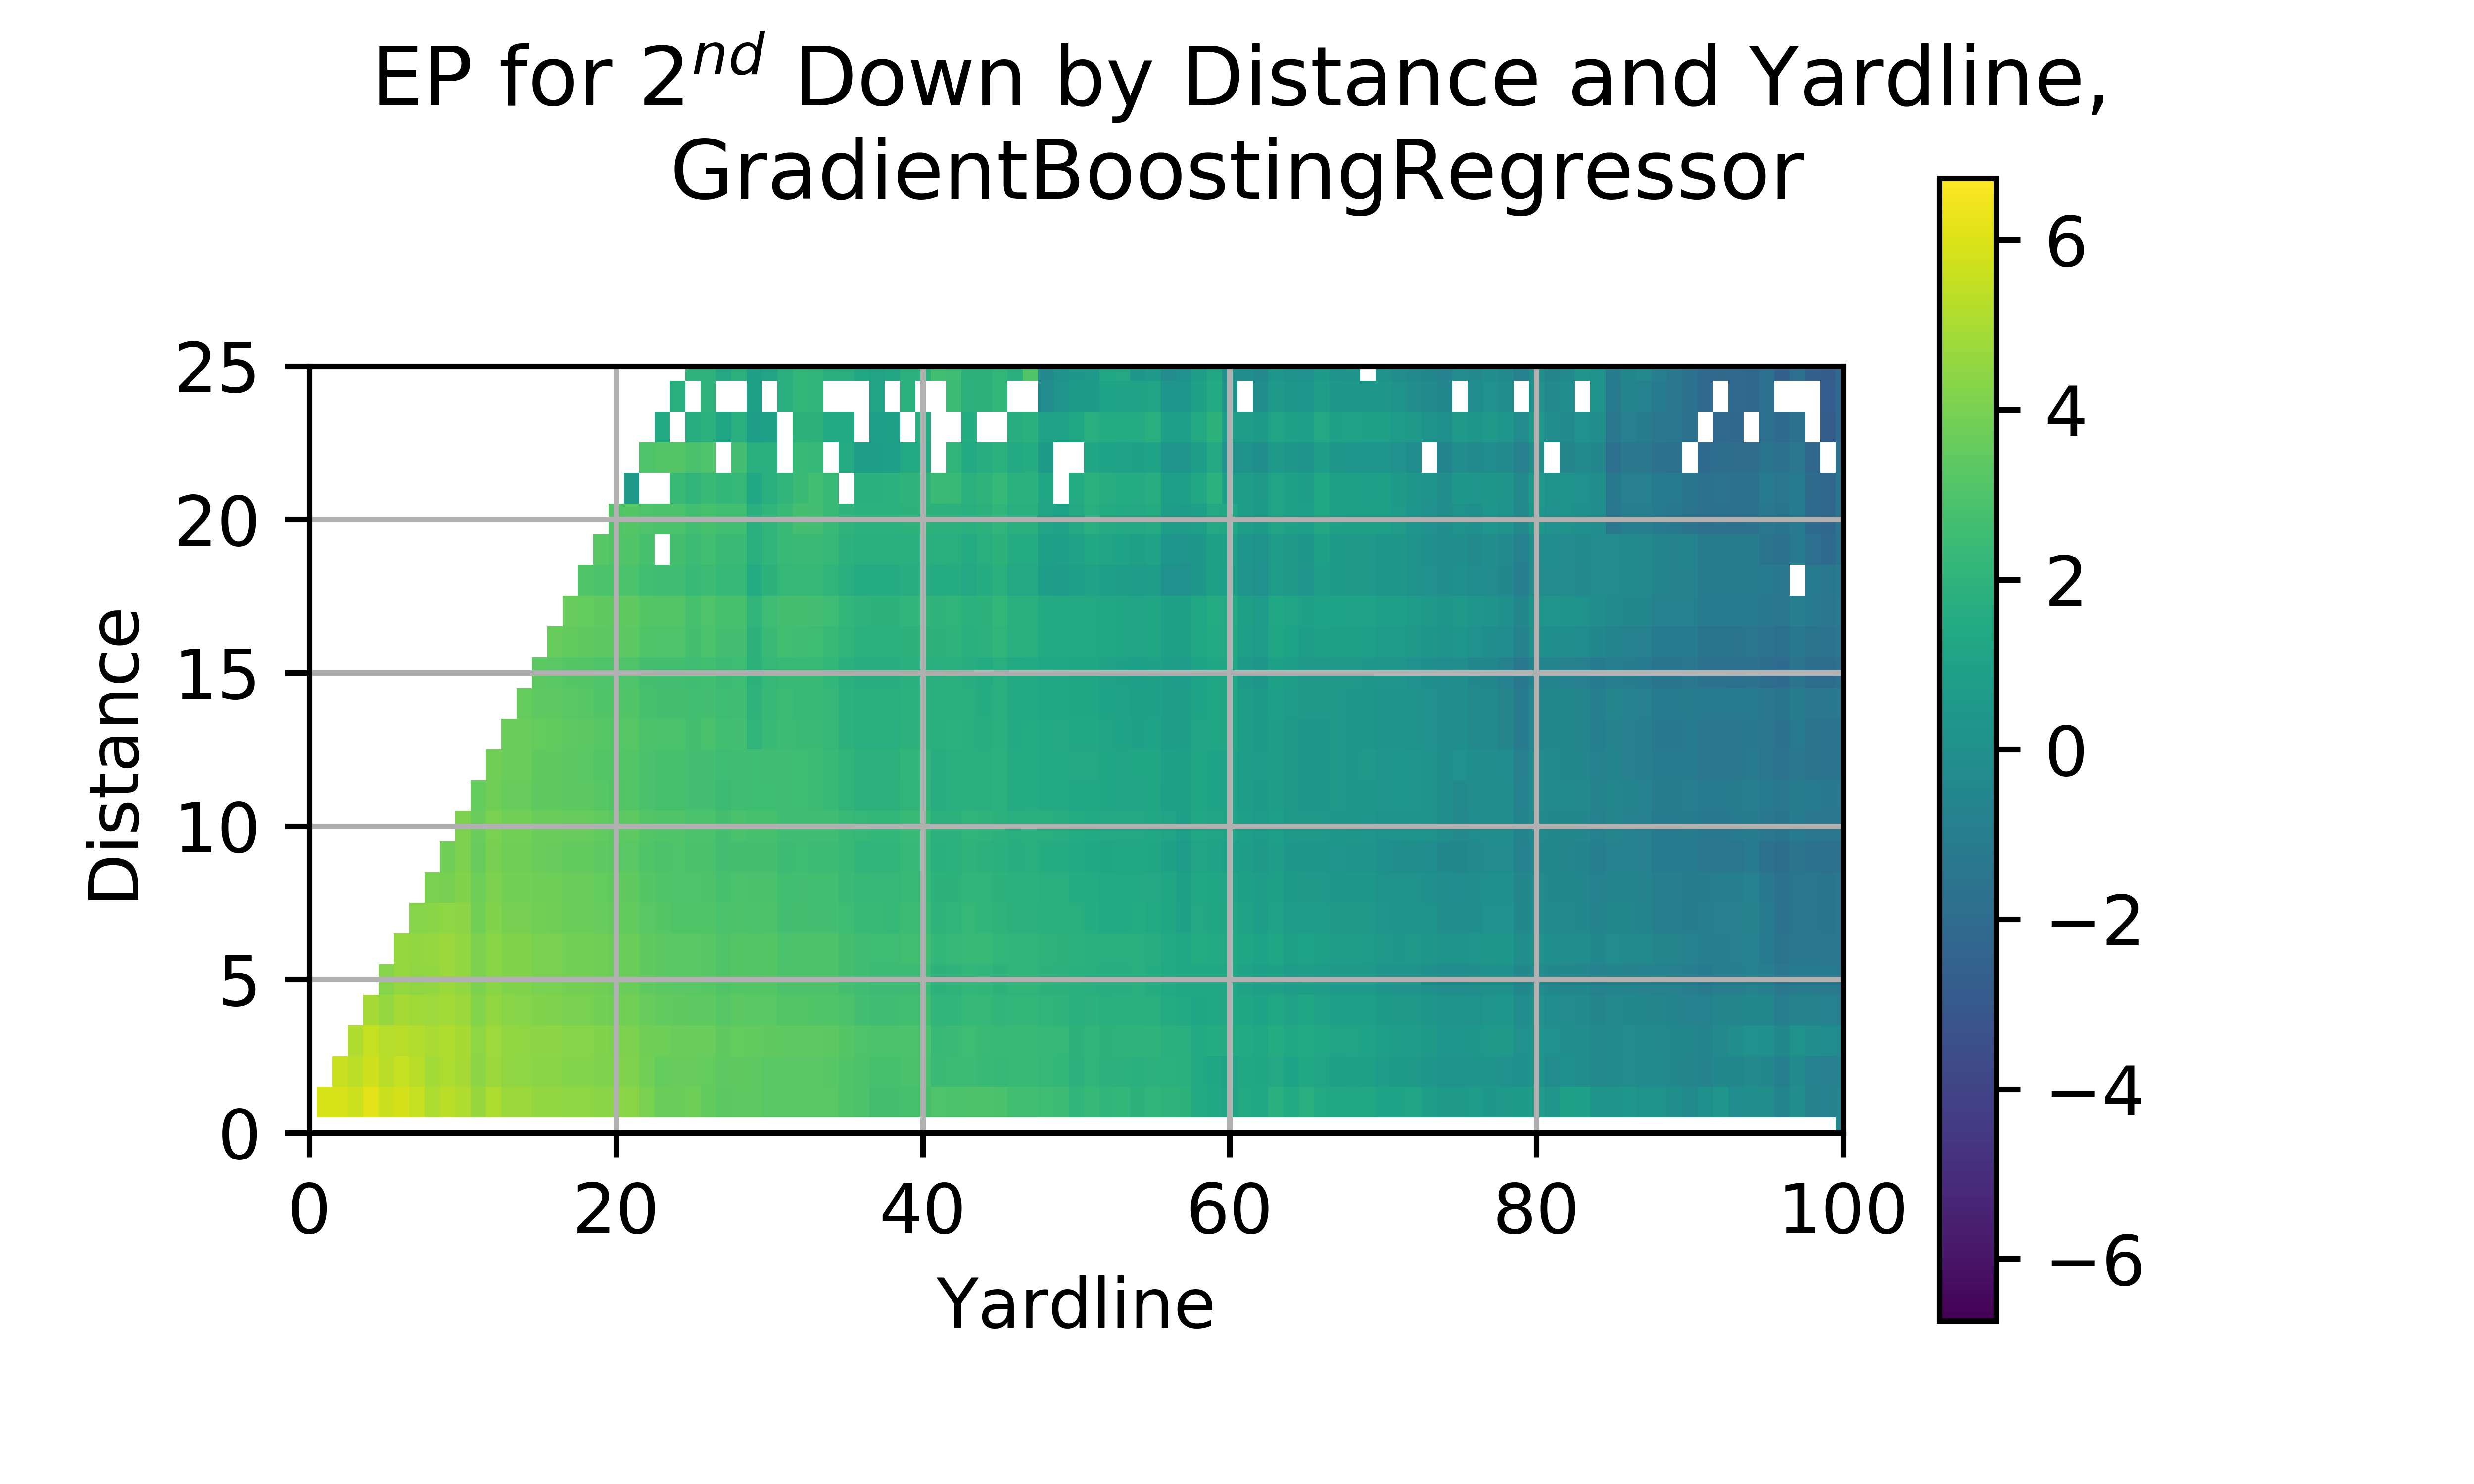 EP for 2nd Down by Distance and Yardline,
GradientBoostingRegressor
25
20
15
10
5
0
Distance
0 20 40 60 80 100
Yardline
6
4
2
0
−2
−4
−6